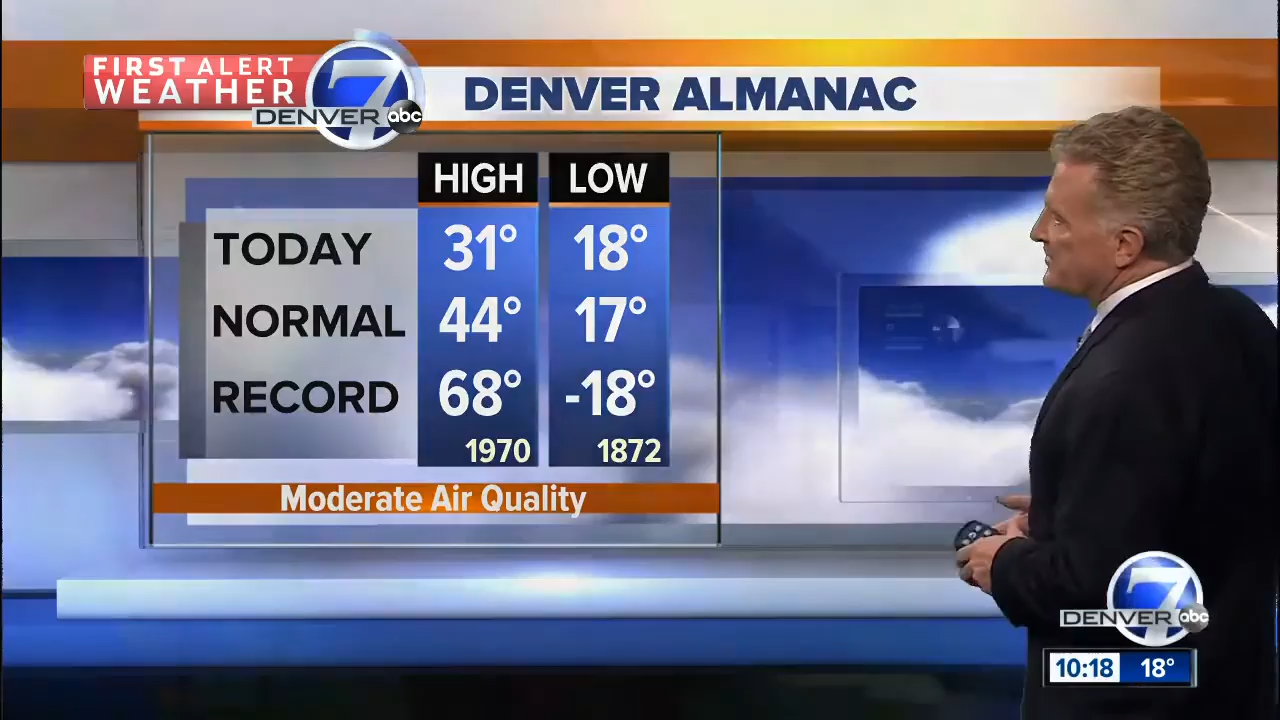 FIRST ALERT
WEATHER
7
DENVER abc
DENVER ALMANAC
HIGH LOW
TODAY 31° 18°
NORMAL 44° 17°
RECORD 68° -18°
1970 1872
Moderate Air Quality
7
DENVER abc
10:18 18°